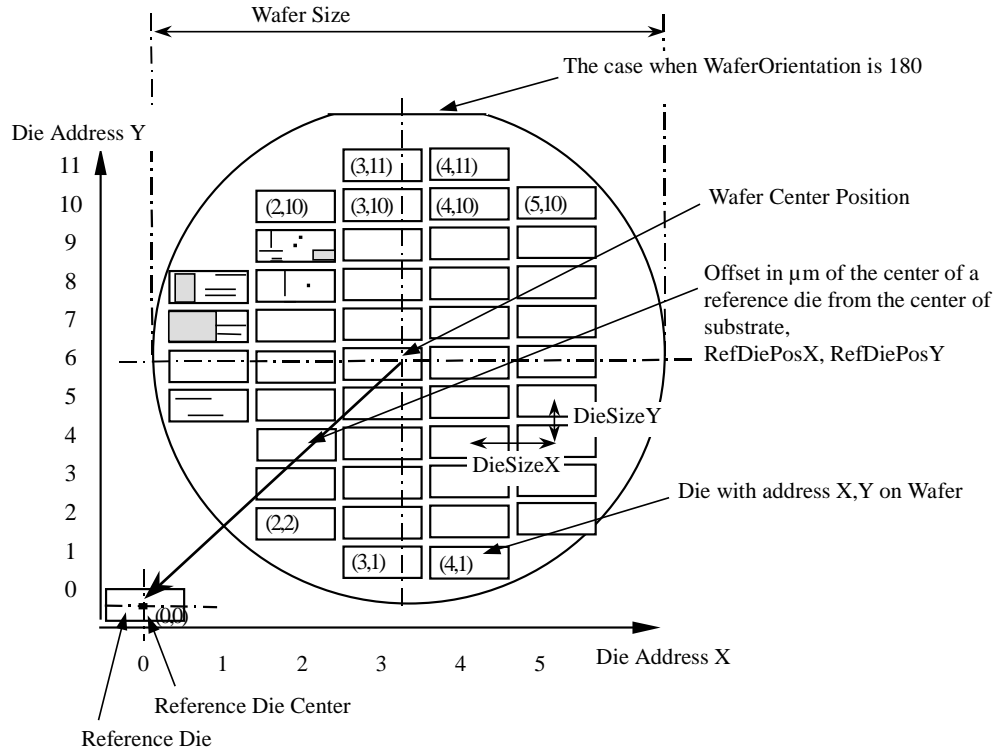 Wafer Size
The case when WaferOrientation is 180
Die Address Y
11
(3,11)
(4,11)
Wafer Center Position
10
(2,10)
(3,10)
(4,10)
(5,10)
9
8
Offset in µm of the center of a
reference die from the center of
substrate,
RefDiePosX, RefDiePosY
7
6
5
DieSizeY
4
DieSizeX
3
Die with address X,Y on Wafer
2
(2,2)
1
(3,1)
(4,1)
0
(0,0)
0
1
2
3
4
5
Die Address X
Reference Die Center
Reference Die